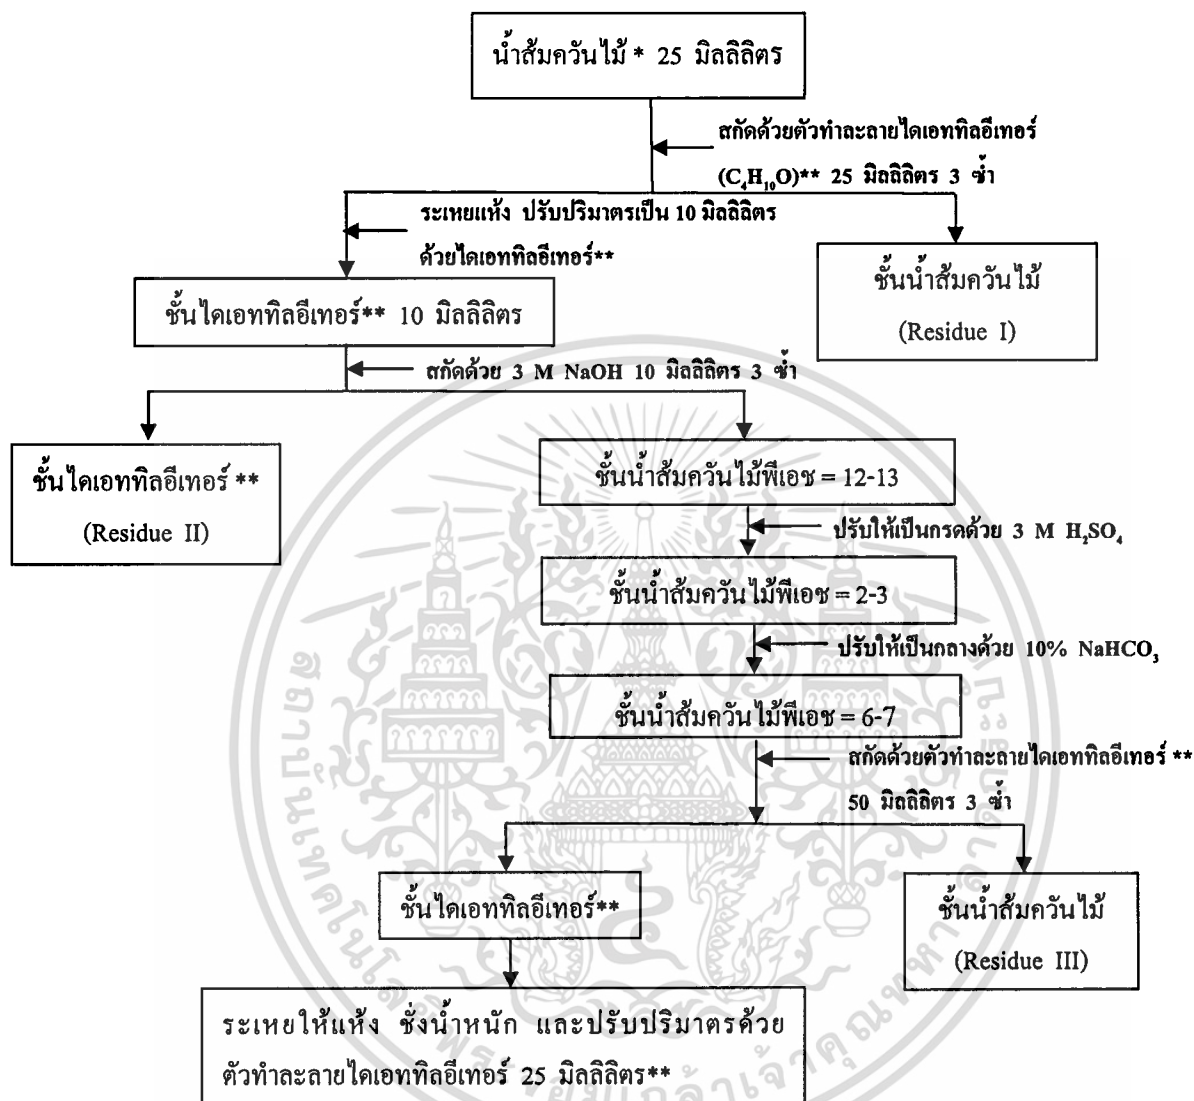 น้ำส้มควันไม้ * 25 มิลลิลิตร
สกัดด้วยตัวทำละลายไดเอททิลอีเทอร์
(C₄H₁₀O)** 25 มิลลิลิตร 3 ซ้ำ
ระเหยแห้ง ปรับปริมาตรเป็น 10 มิลลิลิตร
ด้วยไดเอททิลอีเทอร์**
ชั้นน้ำส้มควันไม้
(Residue I)
ชั้นไดเอททิลอีเทอร์** 10 มิลลิลิตร
สกัดด้วย 3 M NaOH 10 มิลลิลิตร 3 ซ้ำ
ชั้นไดเอททิลอีเทอร์ **
(Residue II)
ชั้นน้ำส้มควันไม้พีเอช = 12-13
ปรับให้เป็นกรดด้วย 3 M H₂SO₄
ชั้นน้ำส้มควันไม้พีเอช = 2-3
ปรับให้เป็นกลางด้วย 10% NaHCO₃
ชั้นน้ำส้มควันไม้พีเอช = 6-7
สกัดด้วยตัวทำละลายไดเอททิลอีเทอร์ **
50 มิลลิลิตร 3 ซ้ำ
ชั้นไดเอททิลอีเทอร์**
ชั้นน้ำส้มควันไม้
(Residue III)
ระเหยให้แห้ง ชั่งน้ำหนัก และปรับปริมาตรด้วย
ตัวทำละลายไดเอททิลอีเทอร์ 25 มิลลิลิตร**